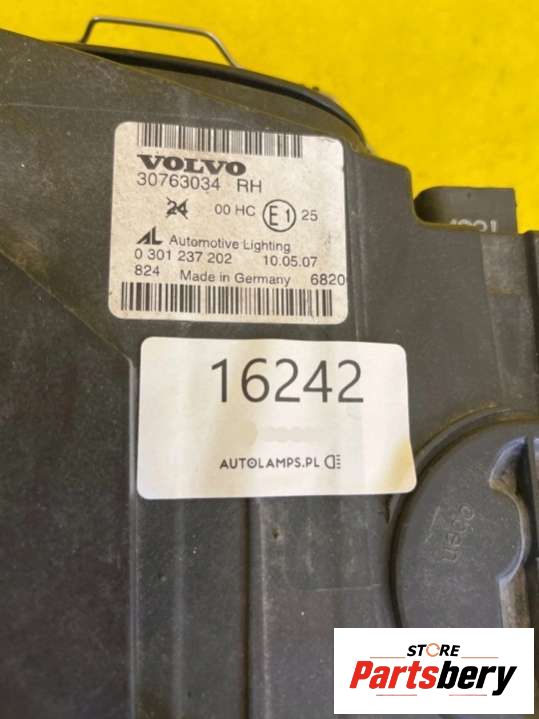 VOLVO
30763034 RH
24 00 HC E1 25
AL Automotive Lighting
0 301 237 202 10.05.07
824 Made in Germany 6820
16242
AUTOLAMPS.PL
open
STORE
Partsbery